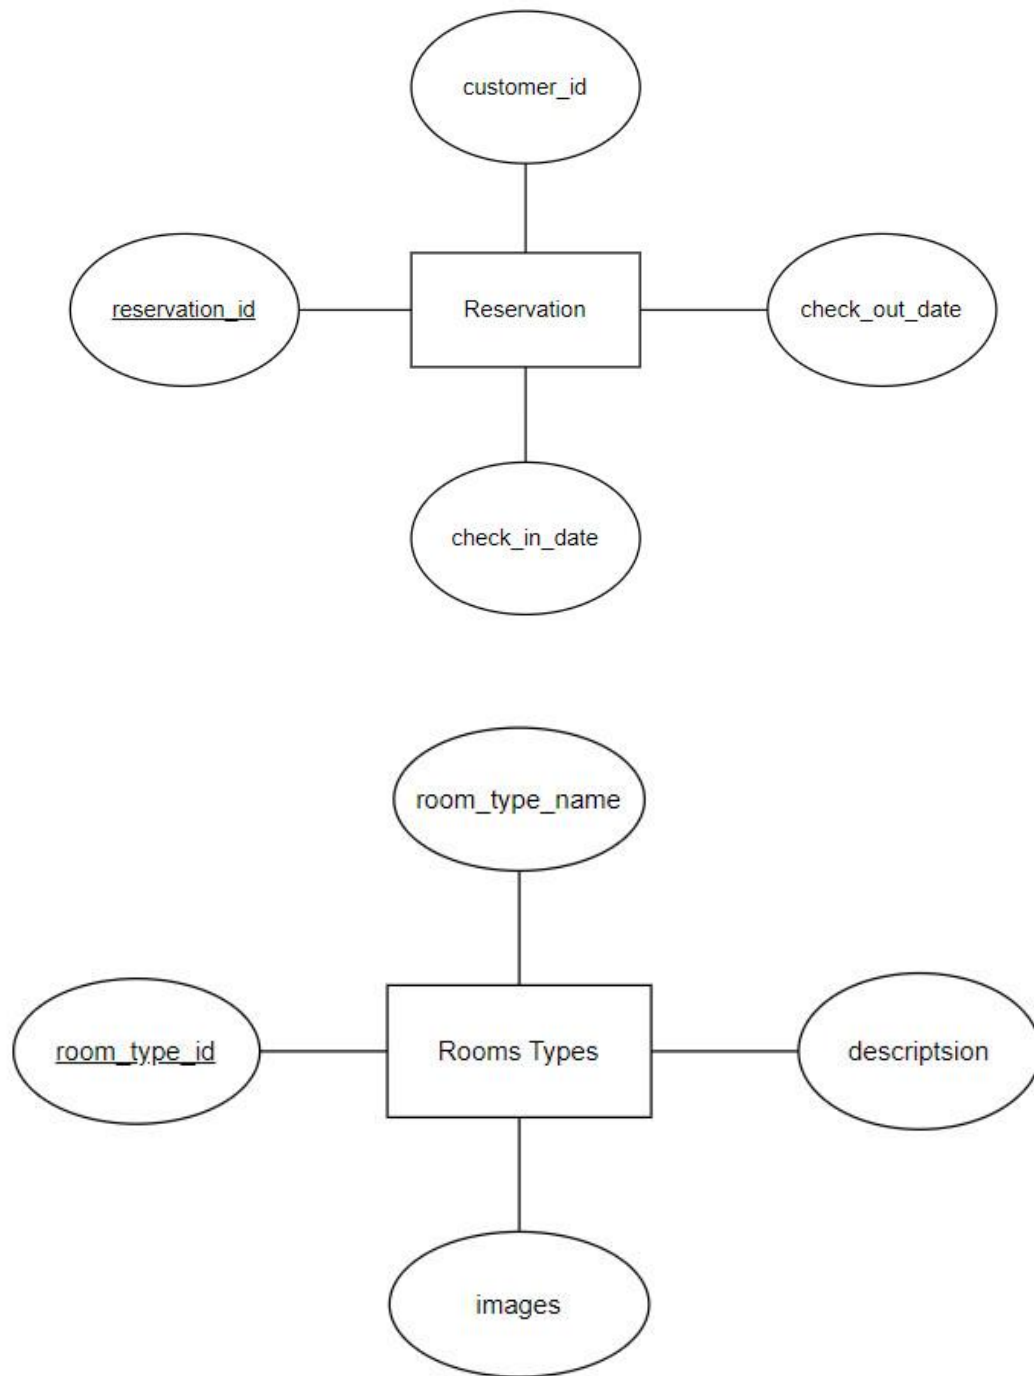 customer_id
reservation_id
Reservation
check_out_date
check_in_date
room_type_name
room_type_id
Rooms Types
descriptsion
images